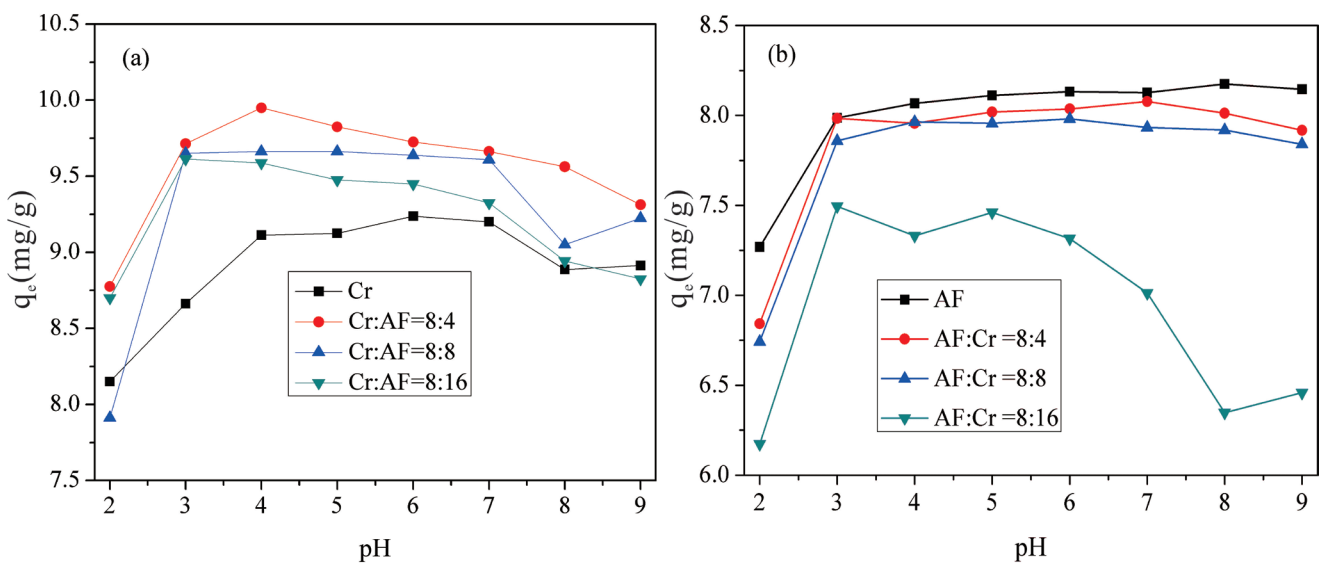 (a)
10.5
10.0
9.5
9.0
8.5
8.0
7.5
qe(mg/g)
2 3 4 5 6 7 8 9
pH
Cr
Cr:AF=8:4
Cr:AF=8:8
Cr:AF=8:16
(b)
8.5
8.0
7.5
7.0
6.5
6.0
qe(mg/g)
2 3 4 5 6 7 8 9
pH
AF
AF:Cr =8:4
AF:Cr =8:8
AF:Cr =8:16